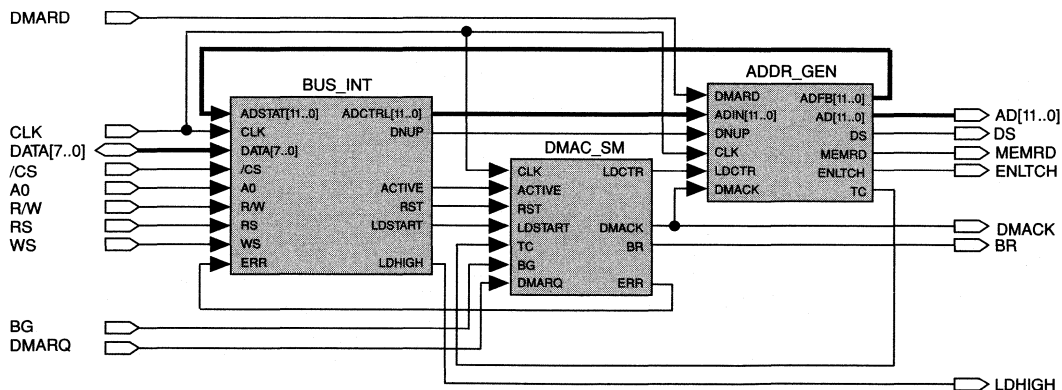 DMARD
CLK
DATA[7..0]
/CS
A0
R/W
RS
WS
BG
DMARQ
BUS_INT
ADSTAT[11..0] ADCTRL[11..0]
CLK DNUP
DATA[7..0]
/CS
A0 ACTIVE
R/W RST
RS LDSTART
WS
ERR LDHIGH
DMAC_SM
CLK LDCTR
ACTIVE
RST
LDSTART DMACK
TC BR
BG
DMARQ ERR
ADDR_GEN
DMARD ADFB[11..0]
ADIN[11..0] AD[11..0]
DNUP DS
CLK MEMRD
LDCTR ENLTCH
DMACK TC
AD[11..0]
DS
MEMRD
ENLTCH
DMACK
BR
LDHIGH